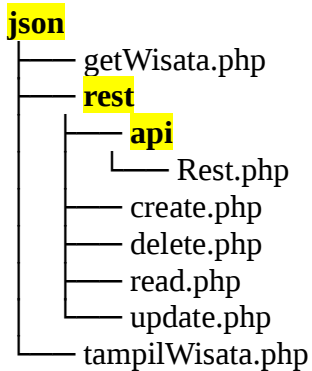 json
getWisata.php
rest
api
Rest.php
create.php
delete.php
read.php
update.php
tampilWisata.php